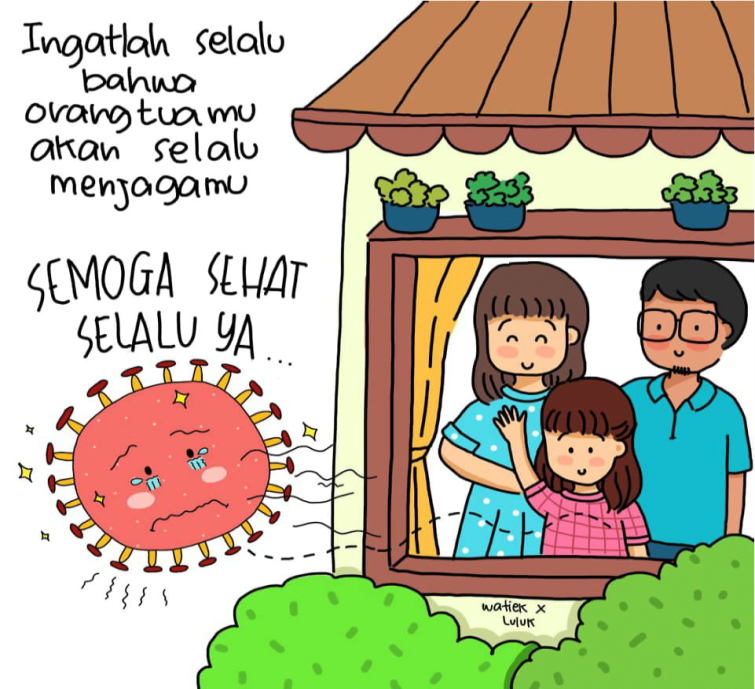 Ingatlah selalu
bahwa
orangtuamu
akan selalu
menjagamu
SEMOGA SEHAT
SELALU YA...
watiek x
Luluk